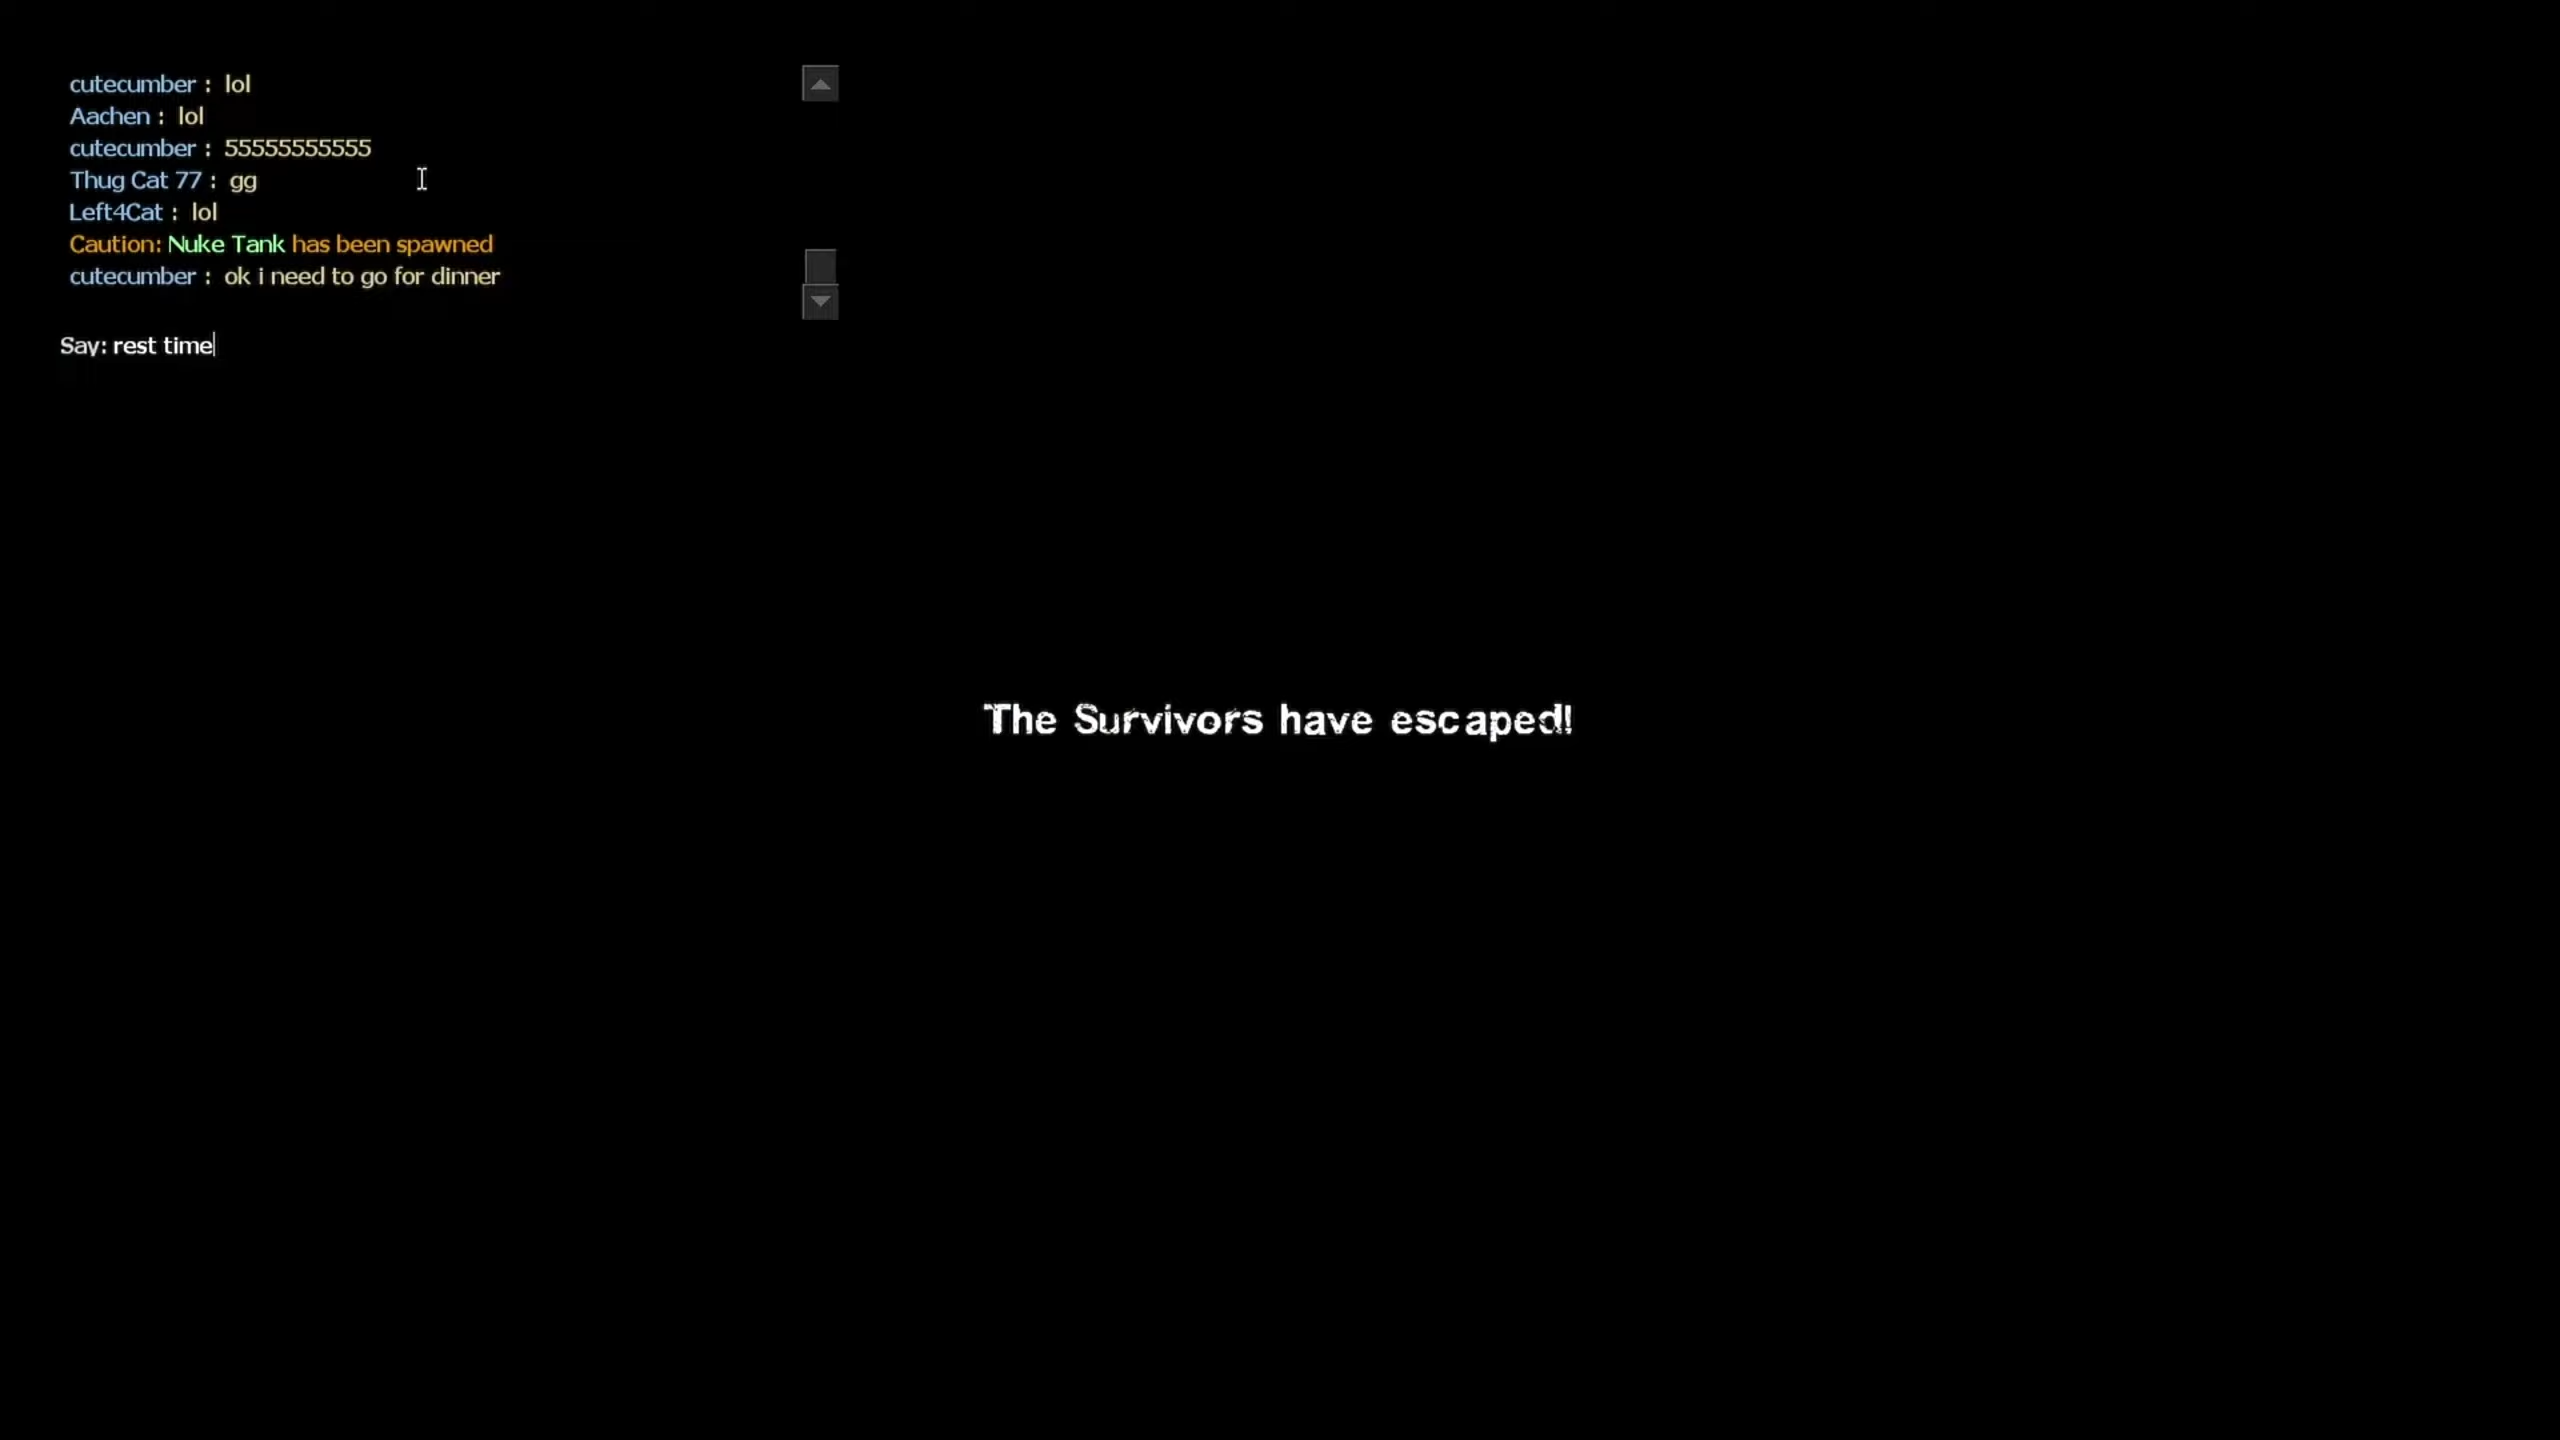 cutecumber :  lol
Aachen :  lol
cutecumber :  55555555555
Thug Cat 77 :  gg
Left4Cat :  lol
Caution: Nuke Tank has been spawned
cutecumber :  ok i need to go for dinner
Say: rest time
The Survivors have escaped!